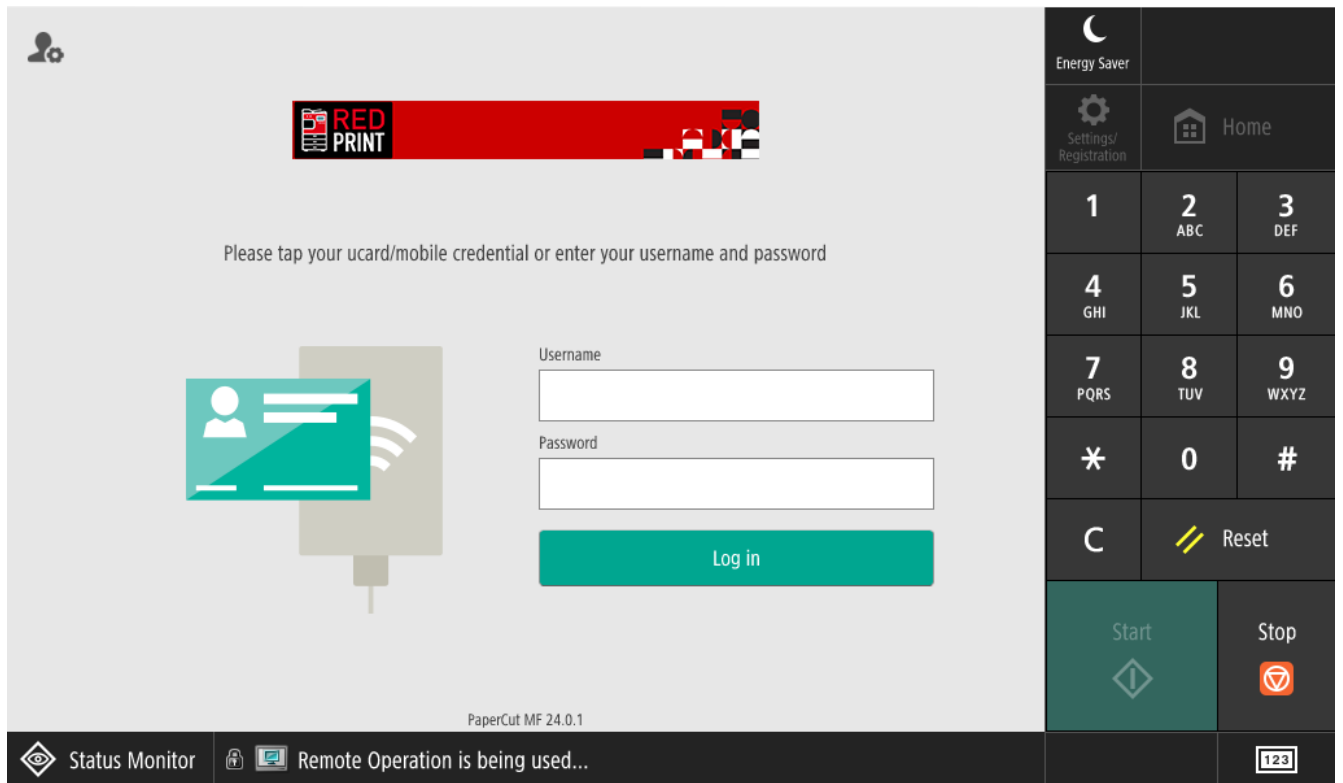 RED
PRINT
Please tap your ucard/mobile credential or enter your username and password
Username
Password
Log in
PaperCut MF 24.0.1
Energy Saver
Settings/
Registration
Home
1
2
ABC
3
DEF
4
GHI
5
JKL
6
MNO
7
PQRS
8
TUV
9
WXYZ
*
0
#
C
Reset
Start
Stop
Status Monitor
Remote Operation is being used...
123